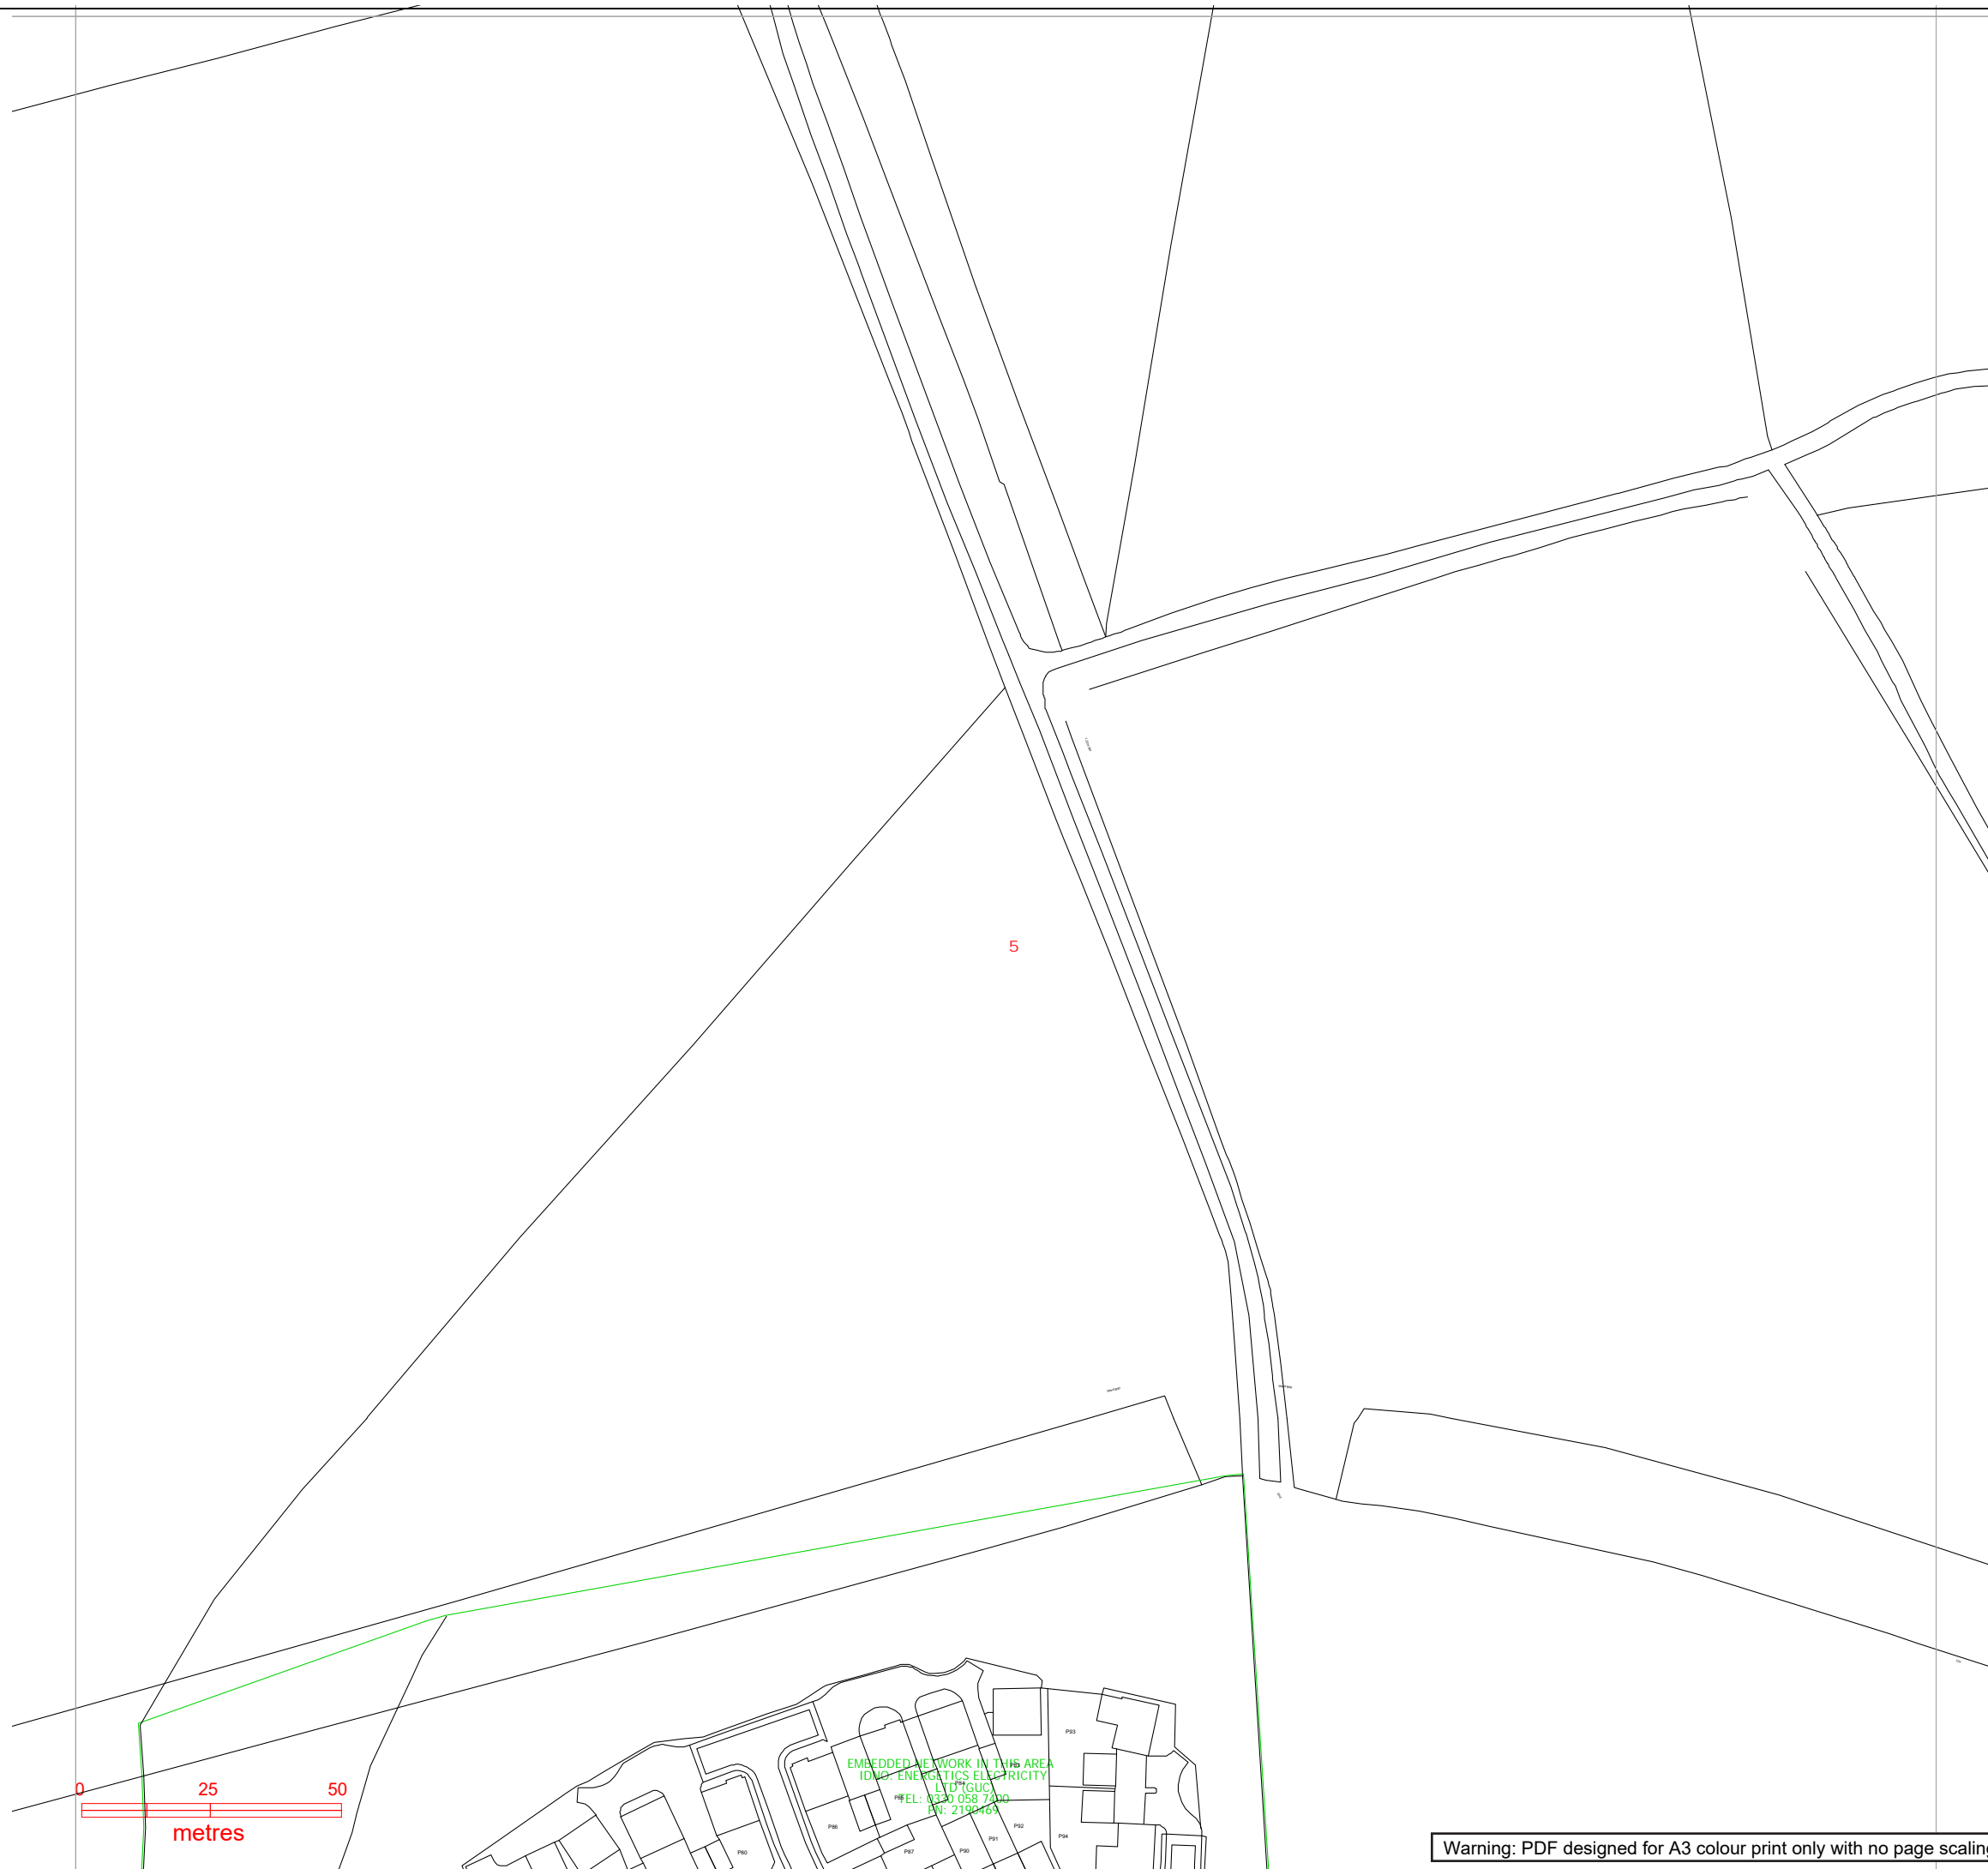 5
P93
EMBEDDED NETWORK IN THIS AREA
IDNO: ENERGETICS ELECTRICITY
LTD (GUC)
TEL: 0330 058 7400
PN: 2190469
P84
P86
P92
P94
P91
P90
P87
P80
0 25 50
metres
Warning: PDF designed for A3 colour print only with no page scaling